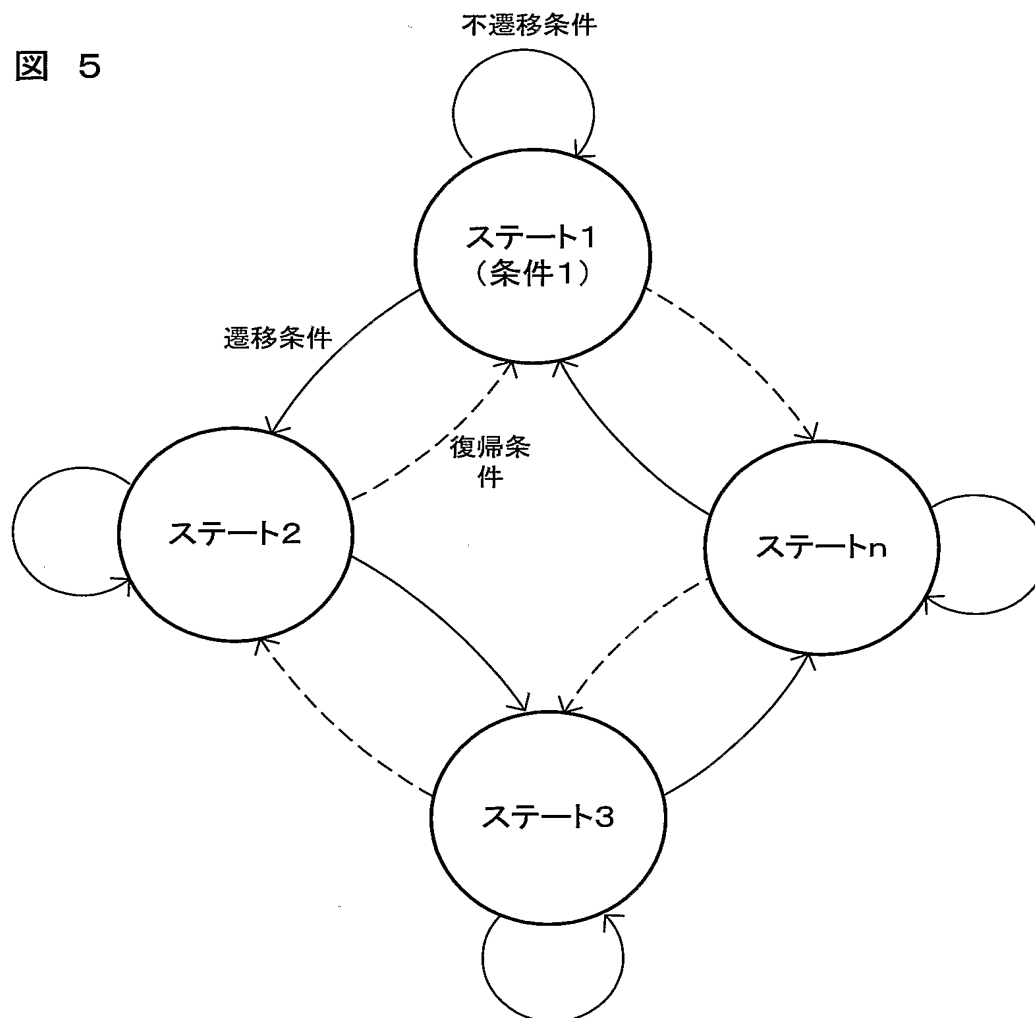 不遷移条件
図 5
ステート1
(条件1)
遷移条件
復帰条
件
ステート2
ステートn
ステート3